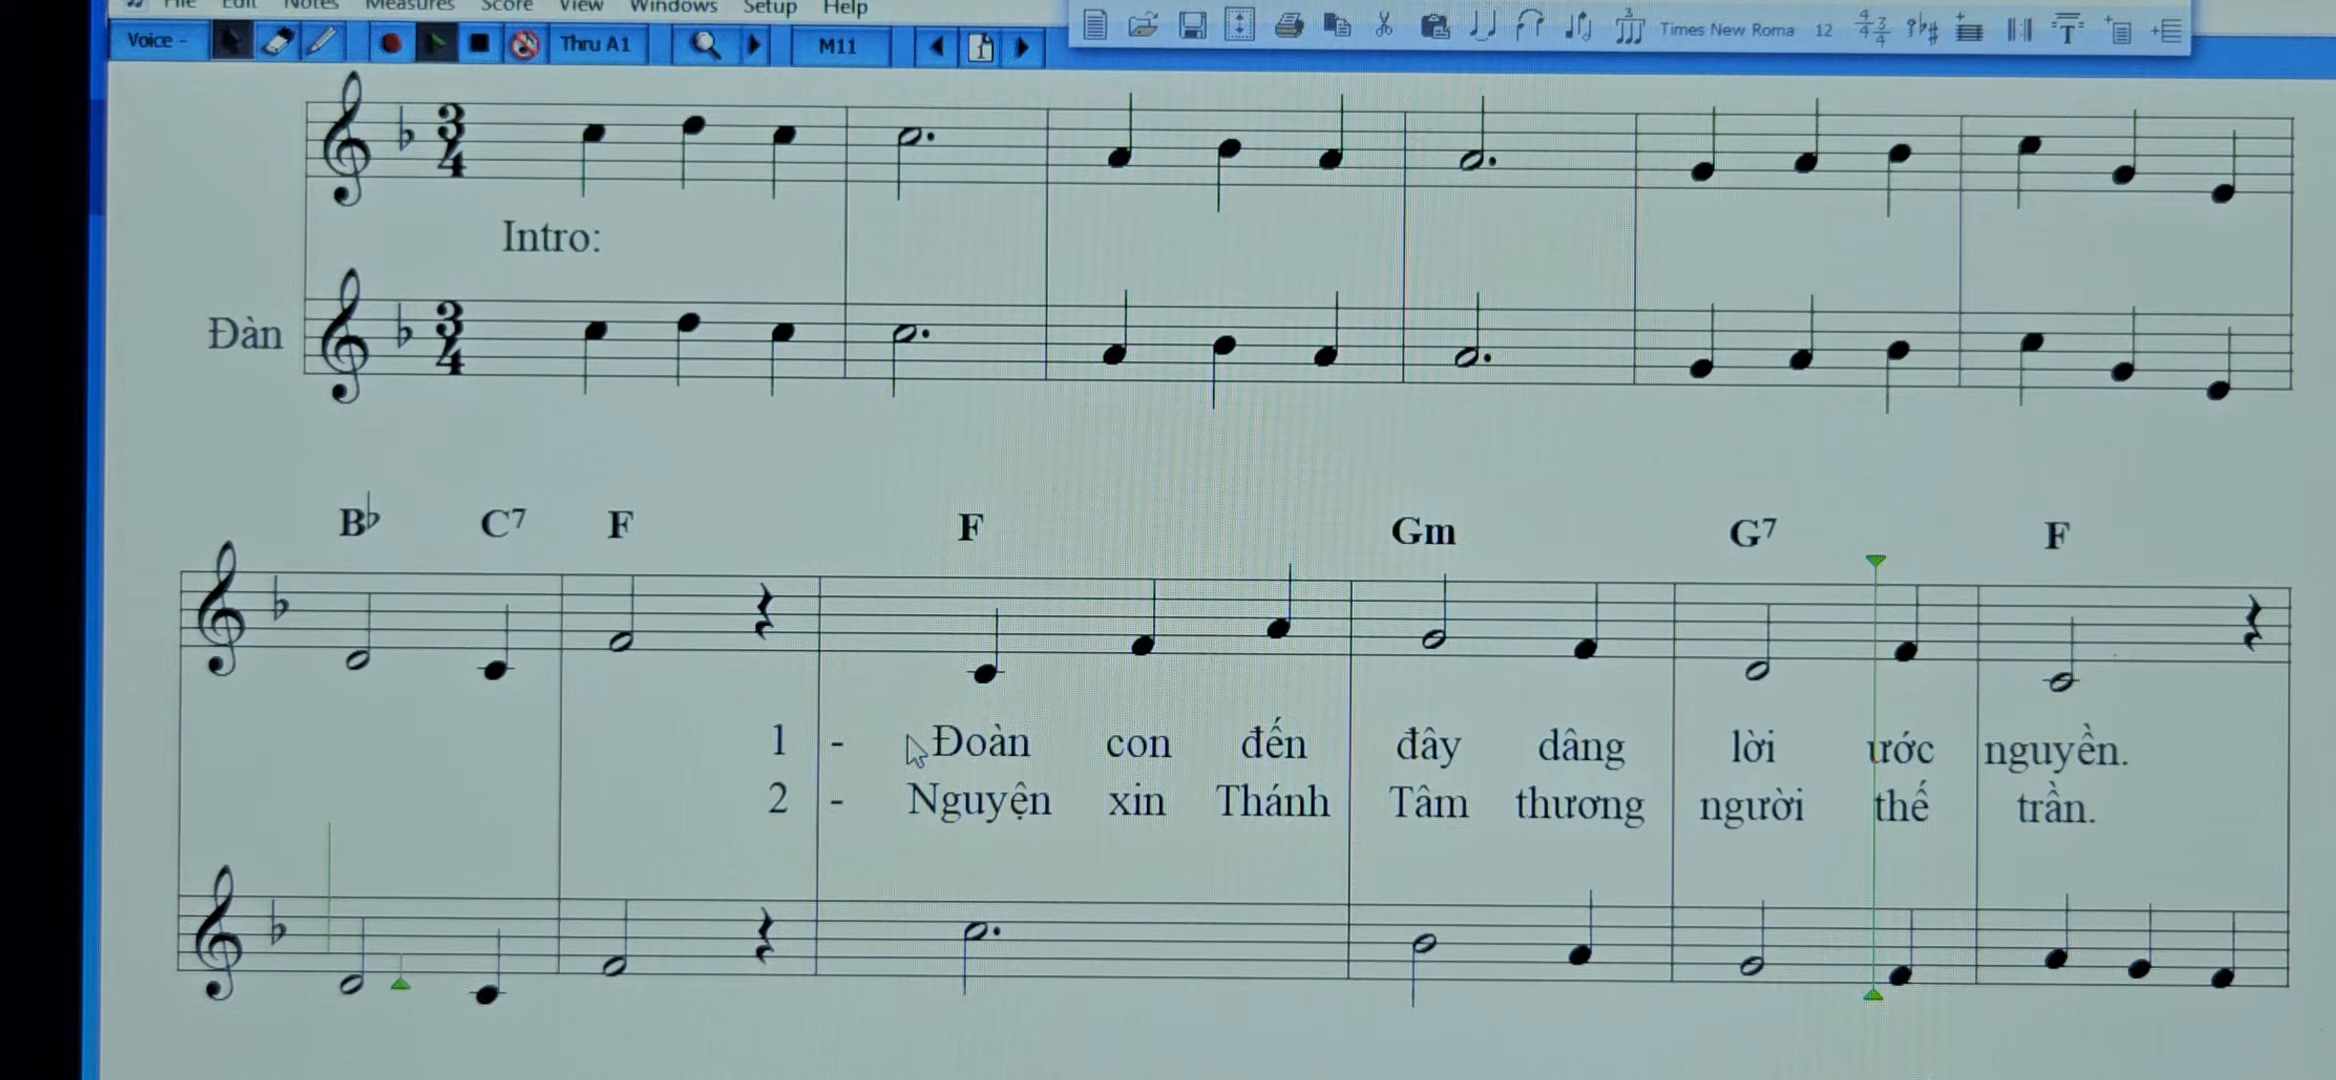 File Edit Notes Measures Score View Windows Setup Help
Voice - Thru A1 M11 Times New Roma 12
3
4
Intro:
Đàn
3
4
B♭ C7 F F Gm G7 F
1 - Đoàn con đến đây dâng lời ước nguyền.
2 - Nguyện xin Thánh Tâm thương người thế trần.